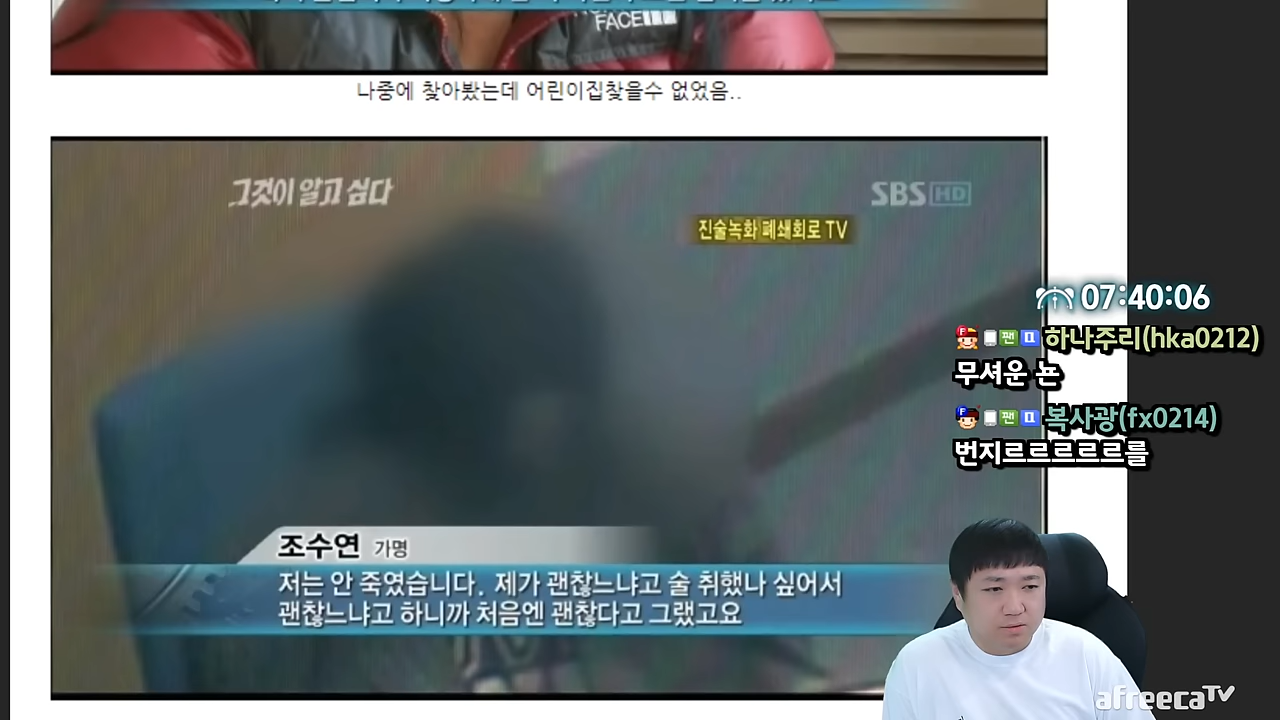 FACE
나중에 찾아봤는데 어린이집찾을수 없었음..
그것이 알고 싶다
SBS HD
진술녹화 폐쇄회로 TV
07:40:06
하나주리(hka0212)
무셔운 뇬
복사광(fx0214)
번지르르르르르를
조수연 가명
저는 안 죽였습니다. 제가 괜찮느냐고 술 취했나 싶어서
괜찮느냐고 하니까 처음엔 괜찮다고 그랬고요
afreecaTV